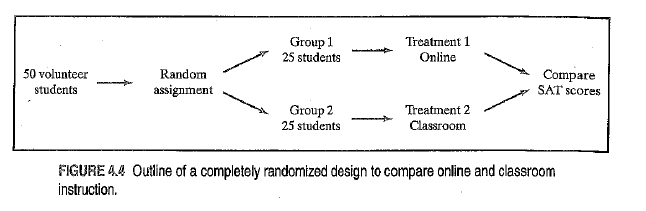 Group 1
25 students
Treatment 1
Online
50 volunteer
students
Random
assignment
Compare
SAT scores
Group 2
25 students
Treatment 2
Classroom
FIGURE 4.4 Outline of a completely randomized design to compare online and classroom
instruction.